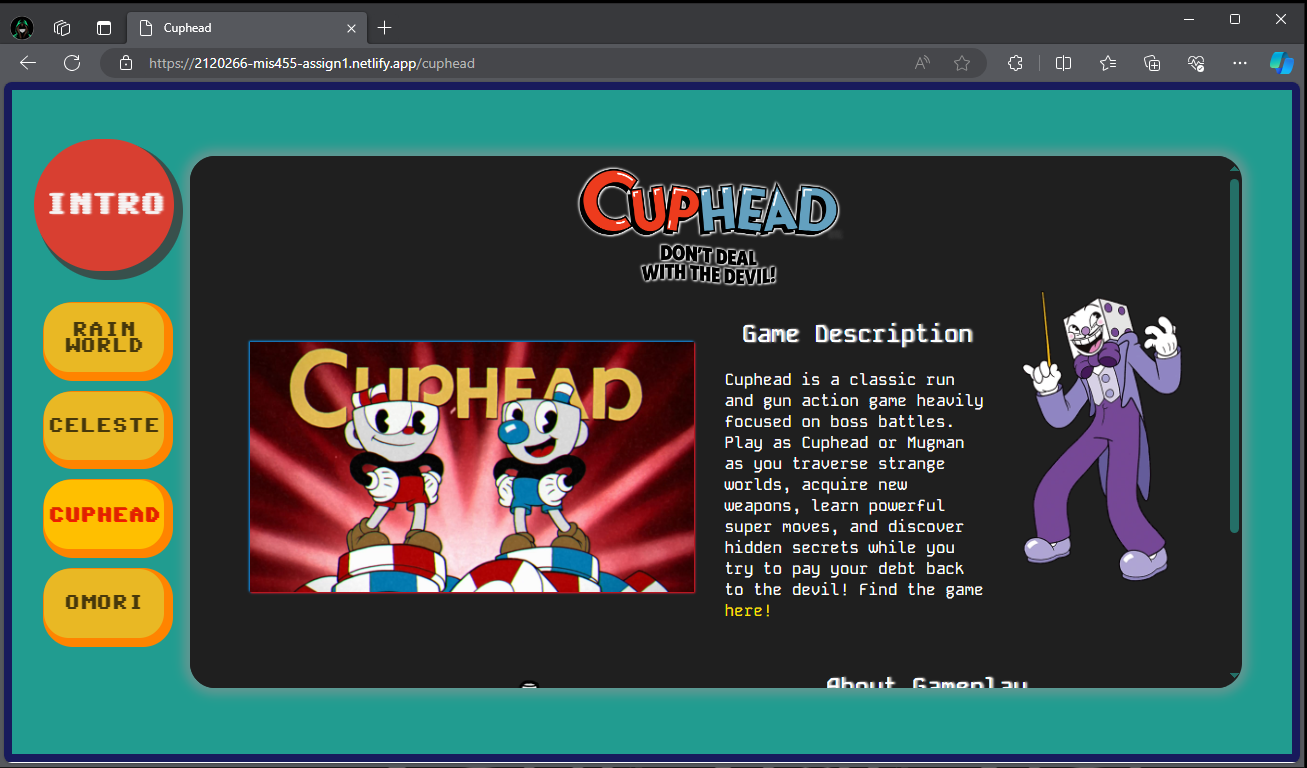 Cuphead
https://2120266-mis455-assign1.netlify.app/cuphead
INTRO
RAIN
WORLD
CELESTE
CUPHEAD
OMORI
CUPHEAD
DON'T DEAL
WITH THE DEVIL!
CUPHEAD
Game Description
Cuphead is a classic run
and gun action game heavily
focused on boss battles.
Play as Cuphead or Mugman
as you traverse strange
worlds, acquire new
weapons, learn powerful
super moves, and discover
hidden secrets while you
try to pay your debt back
to the devil! Find the game
here!
About Gameplay